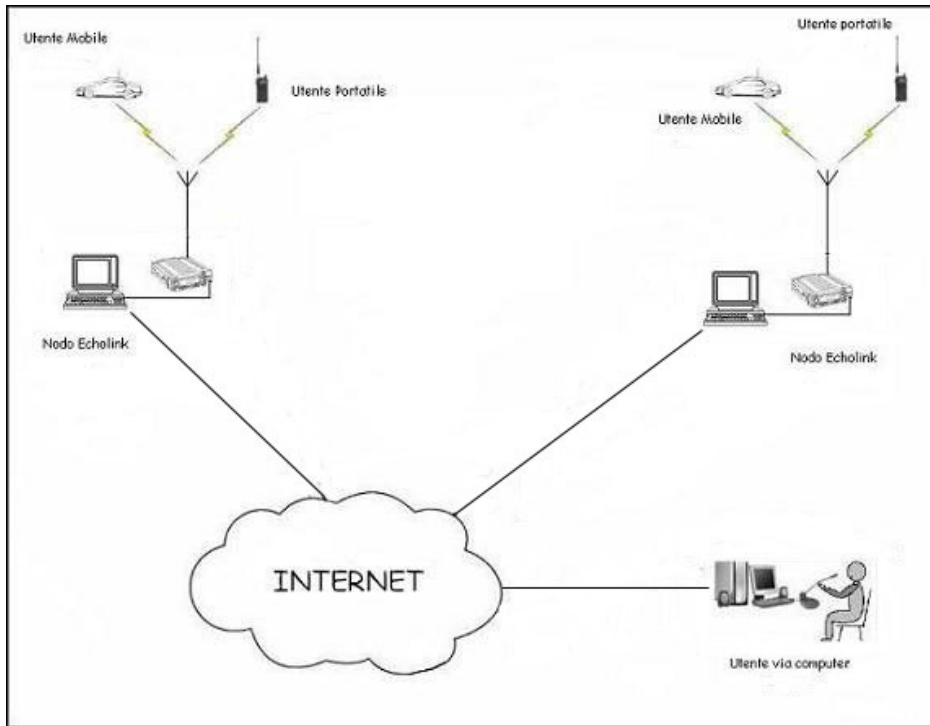 Utente Mobile
Utente Portatile
Utente portatile
Utente Mobile
Nodo Echolink
Nodo Echolink
INTERNET
Utente via computer